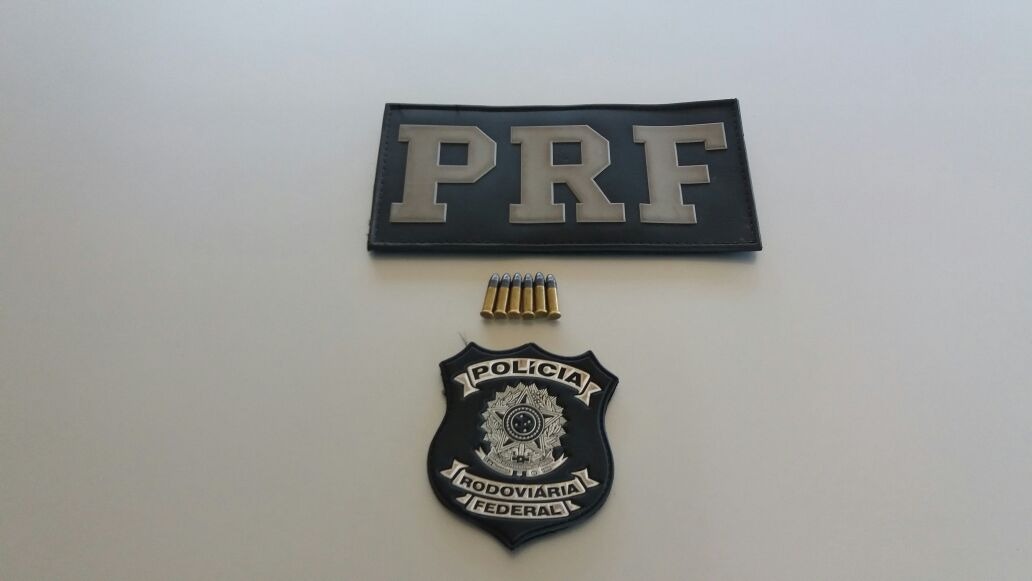 PRF
POLÍCIA
RODOVIÁRIA
FEDERAL